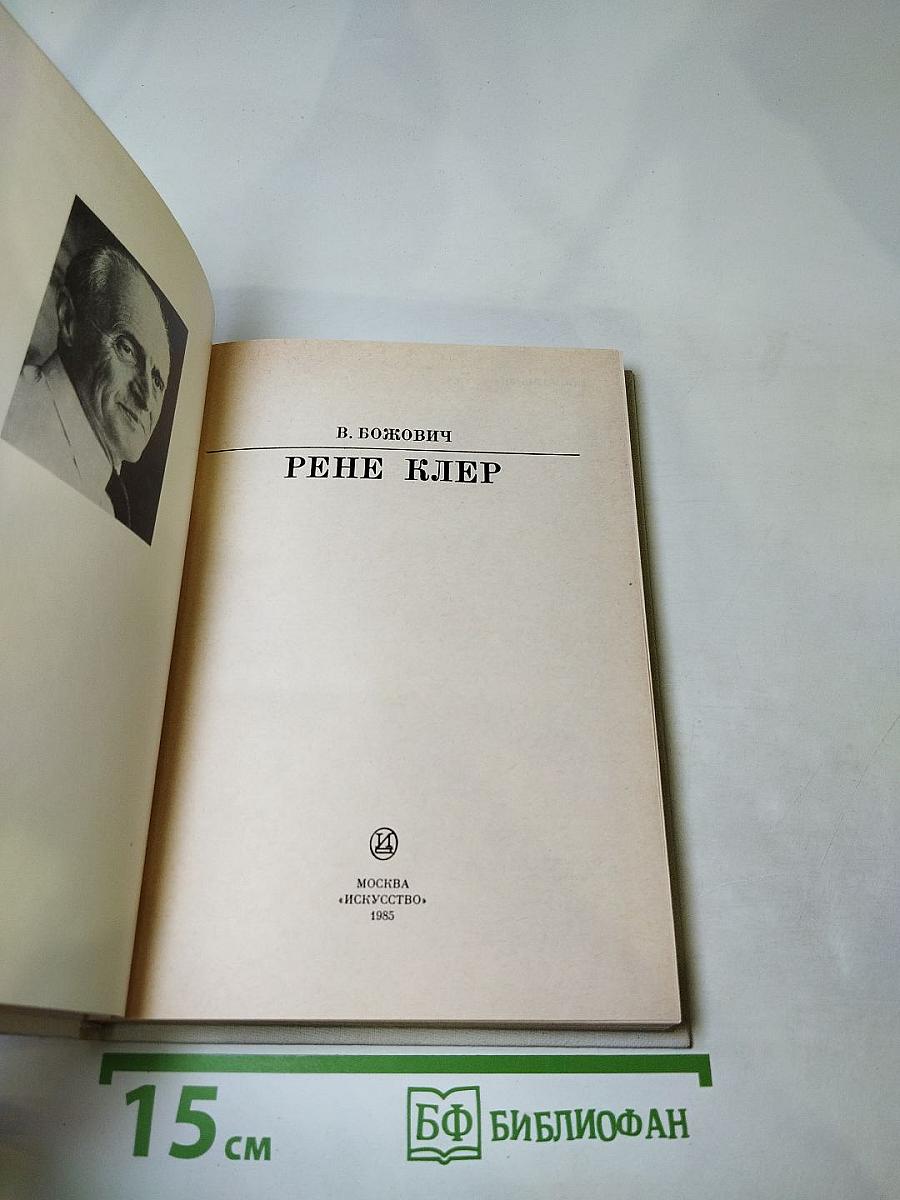 В. БОЖОВИЧ
РЕНЕ КЛЕР
МОСКВА
«ИСКУССТВО»
1985
15 см
БФ БИБЛИОФАН